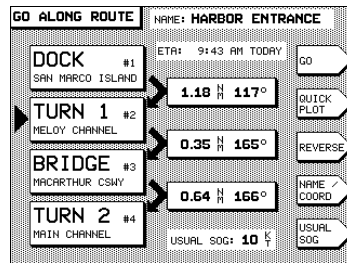 GO ALONG ROUTE
NAME: HARBOR ENTRANCE
ETA: 9:43 AM TODAY
DOCK #1
SAN MARCO ISLAND
1.18 NM 117°
TURN 1 #2
MELOY CHANNEL
0.35 NM 165°
BRIDGE #3
MACARTHUR CSWY
0.64 NM 166°
TURN 2 #4
MAIN CHANNEL
USUAL SOG: 10 KT
GO
QUICK
PLOT
REVERSE
NAME /
COORD
USUAL
SOG